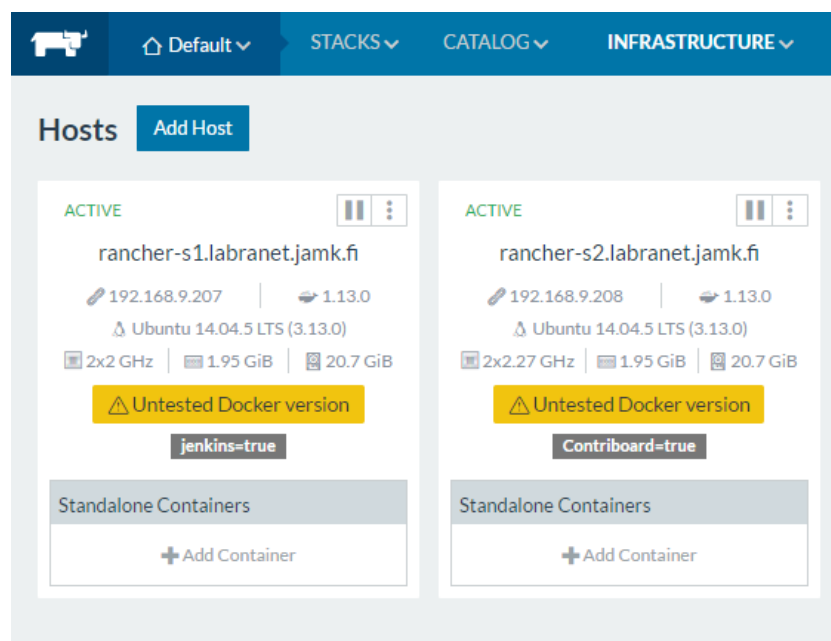 Default STACKS CATALOG INFRASTRUCTURE
Hosts Add Host
ACTIVE
rancher-s1.labranet.jamk.fi
192.168.9.207 1.13.0
Ubuntu 14.04.5 LTS (3.13.0)
2x2 GHz 1.95 GiB 20.7 GiB
Untested Docker version
jenkins=true
Standalone Containers
+ Add Container
ACTIVE
rancher-s2.labranet.jamk.fi
192.168.9.208 1.13.0
Ubuntu 14.04.5 LTS (3.13.0)
2x2.27 GHz 1.95 GiB 20.7 GiB
Untested Docker version
Contriboard=true
Standalone Containers
+ Add Container